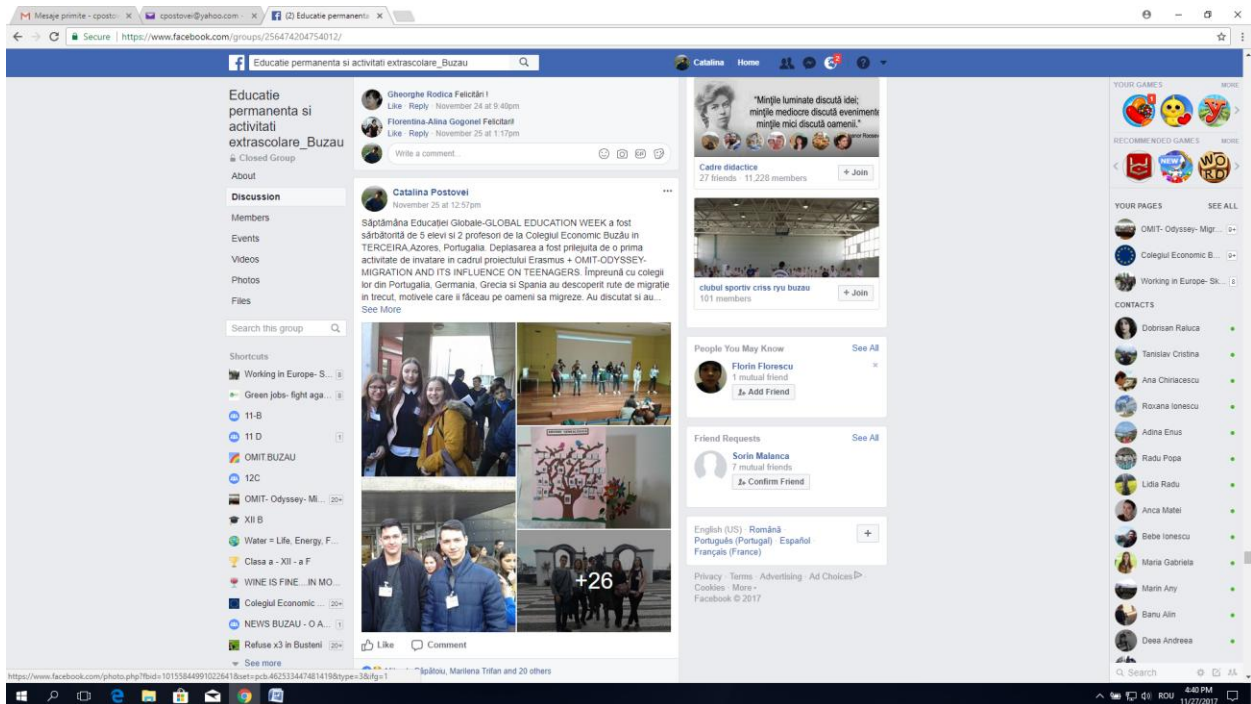 Mesaje primite - cposto
cpostovei@yahoo.com -
(2) Educatie permanenta
Secure | https://www.facebook.com/groups/256474204754012/
Educatie permanenta si activitati extrascolare_Buzau
Catalina Home
Educatie
permanenta si
activitati
extrascolare_Buzau
Closed Group
About
Discussion
Members
Events
Videos
Photos
Files
Search this group
Shortcuts
Working in Europe- S... 8
Green jobs- fight aga... 8
11-B
11 D 1
OMIT.BUZAU
12C
OMIT- Odyssey- Mi... 20+
XII B
Water = Life, Energy, F...
Clasa a - XII - a F
WINE IS FINE...IN MO...
Colegiul Economic ... 20+
NEWS BUZAU - O A... 1
Refuse x3 in Busteni 20+
See more
Gheorghe Rodica Felicitări !
Like · Reply · November 24 at 9:40pm
Florentina-Alina Gogonel Felicitari!
Like · Reply · November 25 at 1:17pm
Write a comment...
Catalina Postovei
November 25 at 12:57pm
Săptămâna Educației Globale-GLOBAL EDUCATION WEEK a fost
sărbătorită de 5 elevi si 2 profesori de la Colegiul Economic Buzău in
TERCEIRA,Azores, Portugalia. Deplasarea a fost prilejuita de o prima
activitate de invatare in cadrul proiectului Erasmus + OMIT-ODYSSEY-
MIGRATION AND ITS INFLUENCE ON TEENAGERS. Împreună cu colegii
lor din Portugalia, Germania, Grecia si Spania au descoperit rute de migrație
in trecut, motivele care ii făceau pe oameni sa migreze. Au discutat si au...
See More
+26
Like Comment
Marilena Trifan and 20 others
"Mințile luminate discută idei;
mințile mediocre discută evenimente
mințile mici discută oamenii."
Cadre didactice
27 friends · 11,228 members
+ Join
clubul sportiv criss ryu buzau
101 members
+ Join
People You May Know See All
Florin Florescu
1 mutual friend
Add Friend
Friend Requests See All
Sorin Malanca
7 mutual friends
Confirm Friend
English (US) · Română ·
Português (Portugal) · Español ·
Français (France)
Privacy · Terms · Advertising · Ad Choices ·
Cookies · More
Facebook © 2017
YOUR GAMES MORE
RECOMMENDED GAMES MORE
NEW
WORD
YOUR PAGES SEE ALL
OMIT- Odyssey- Migr... 9+
Colegiul Economic B... 9+
Working in Europe- Sk... 8
CONTACTS
Dobrisan Raluca
Tanislav Cristina
Ana Chiriacescu
Roxana Ionescu
Adina Enus
Radu Popa
Lidia Radu
Anca Matei
Bebe Ionescu
Maria Gabriela
Marin Any
Banu Alin
Deea Andreea
Search
https://www.facebook.com/photo.php?fbid=10155844991022641&set=pcb.462533447481419&type=3&ifg=1
ROU
4:40 PM
11/27/2017